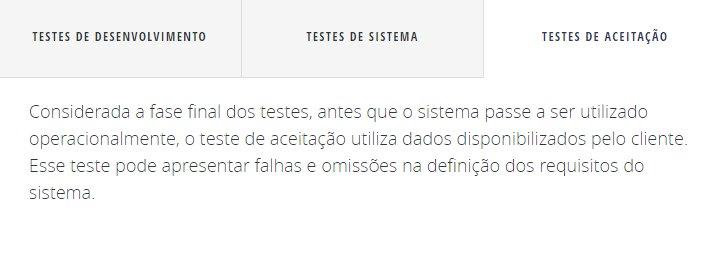 TESTES DE DESENVOLVIMENTO
TESTES DE SISTEMA
TESTES DE ACEITAÇÃO
Considerada a fase final dos testes, antes que o sistema passe a ser utilizado
operacionalmente, o teste de aceitação utiliza dados disponibilizados pelo cliente.
Esse teste pode apresentar falhas e omissões na definição dos requisitos do
sistema.